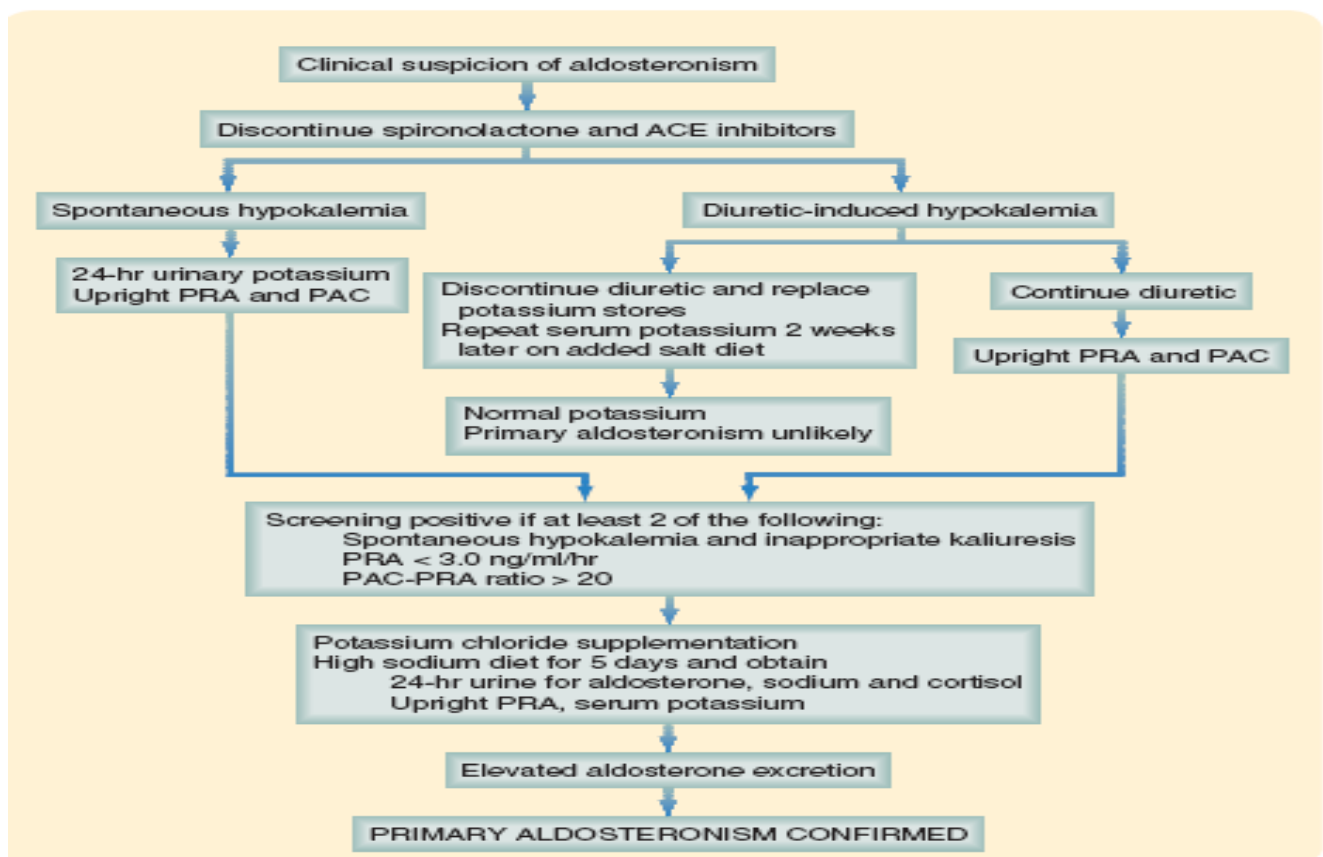 Clinical suspicion of aldosteronism
Discontinue spironolactone and ACE inhibitors
Spontaneous hypokalemia
Diuretic-induced hypokalemia
24-hr urinary potassium
Upright PRA and PAC
Discontinue diuretic and replace
potassium stores
Repeat serum potassium 2 weeks
later on added salt diet
Continue diuretic
Upright PRA and PAC
Normal potassium
Primary aldosteronism unlikely
Screening positive if at least 2 of the following:
Spontaneous hypokalemia and inappropriate kaliuresis
PRA < 3.0 ng/ml/hr
PAC-PRA ratio > 20
Potassium chloride supplementation
High sodium diet for 5 days and obtain
24-hr urine for aldosterone, sodium and cortisol
Upright PRA, serum potassium
Elevated aldosterone excretion
PRIMARY ALDOSTERONISM CONFIRMED